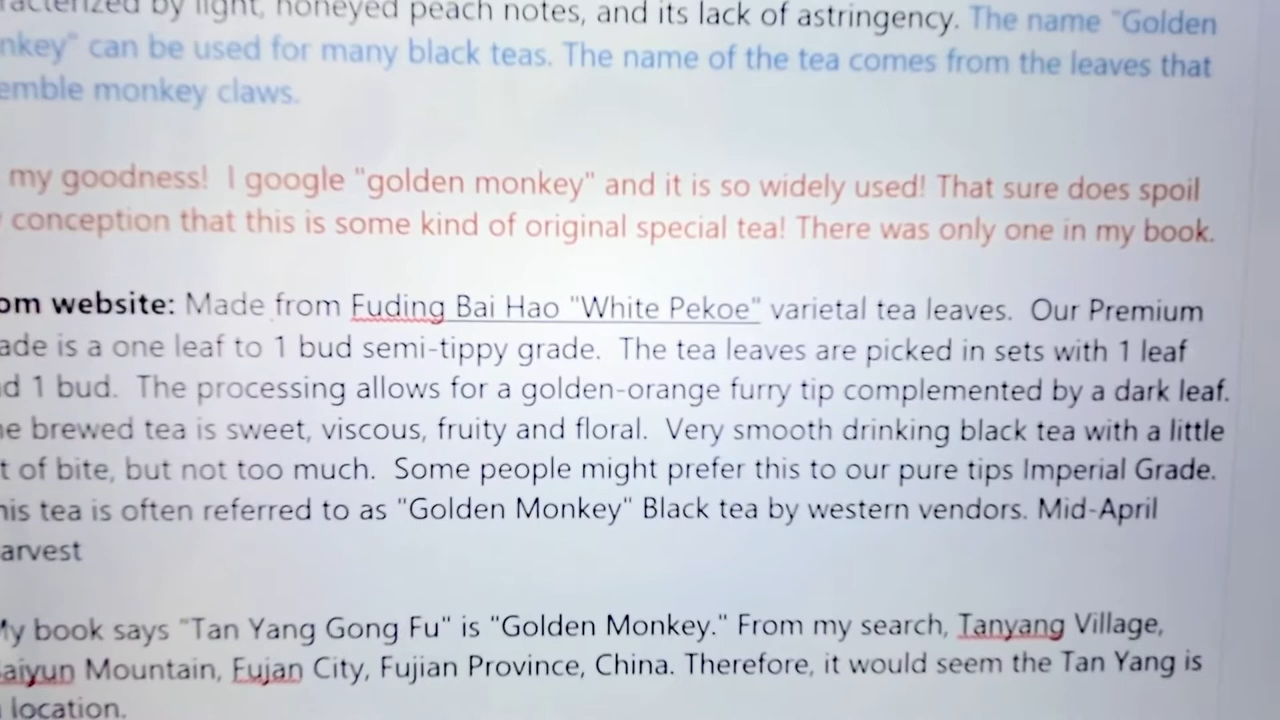 acterized by light, honeyed peach notes, and its lack of astringency. The name "Golden
nkey" can be used for many black teas. The name of the tea comes from the leaves that
emble monkey claws.
my goodness!  I google "golden monkey" and it is so widely used! That sure does spoil
conception that this is some kind of original special tea! There was only one in my book.
om website: Made from Fuding Bai Hao "White Pekoe" varietal tea leaves.  Our Premium
ade is a one leaf to 1 bud semi-tippy grade.  The tea leaves are picked in sets with 1 leaf
d 1 bud.  The processing allows for a golden-orange furry tip complemented by a dark leaf.
e brewed tea is sweet, viscous, fruity and floral.  Very smooth drinking black tea with a little
t of bite, but not too much.  Some people might prefer this to our pure tips Imperial Grade.
his tea is often referred to as "Golden Monkey" Black tea by western vendors. Mid-April
arvest
My book says "Tan Yang Gong Fu" is "Golden Monkey." From my search, Tanyang Village,
aiyun Mountain, Fujan City, Fujian Province, China. Therefore, it would seem the Tan Yang is
location.